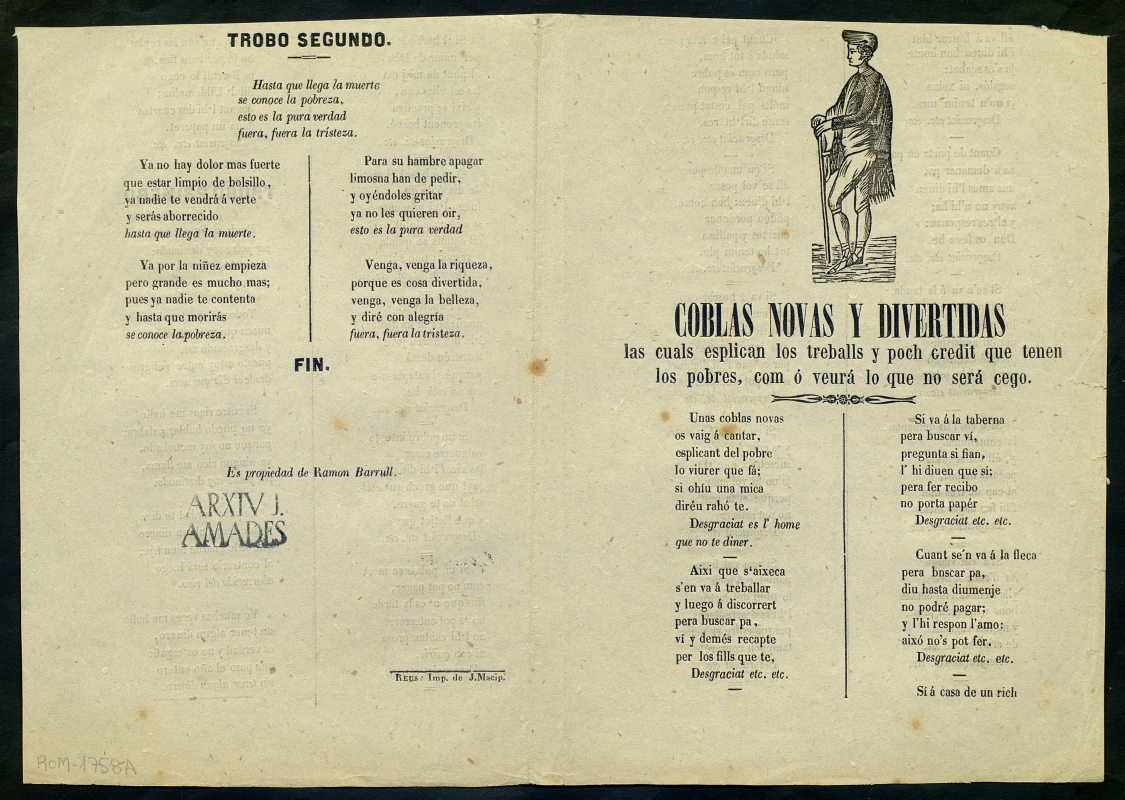 TROBO SEGUNDO.
Hasta que llega la muerte
se conoce la pobreza,
esto es la pura verdad
fuera, fuera la tristeza.
Ya no hay dolor mas fuerte
que estar limpio de bolsillo,
ya nadie te vendrá á verte
y serás aborrecido
hasta que llega la muerte.
Ya por la niñez empieza
pero grande es mucho mas;
pues ya nadie te contenta
y hasta que morirás
se conoce la pobreza.
Para su hambre apagar
limosna han de pedir,
y oyéndoles gritar
ya no les quieren oir,
esto es la pura verdad
Venga, venga la riqueza,
porque es cosa divertida,
venga, venga la belleza,
y diré con alegría
fuera, fuera la tristeza.
FIN.
Es propiedad de Ramon Barrull.
ARXIV J.
AMADES
REUS: Imp. de J. Macip.
ROM-1758A
COBLAS NOVAS Y DIVERTIDAS
las cuals esplican los treballs y poch credit que tenen
los pobres, com ó veurá lo que no será cego.
Unas coblas novas
os vaig á cantar,
esplicant del pobre
lo viurer que fá;
si ohíu una mica
diréu rahó te.
Desgraciat es l' home
que no te diner.
Aixi que s'aixeca
s'en va á treballar
y luego á discorrert
pera buscar pa,
ví y demés recapte
per los fills que te,
Desgraciat etc. etc.
Si va á la taberna
pera buscar ví,
pregunta si fian,
l' hi diuen que sí;
pera fer recibo
no porta papér
Desgraciat etc. etc.
Cuant se'n va á la fleca
pera bnscar pa,
diu hasta diumenje
no podré pagar;
y l'hi respon l'amo:
aixó no's pot fer.
Desgraciat etc. etc.
Sí á casa de un rich